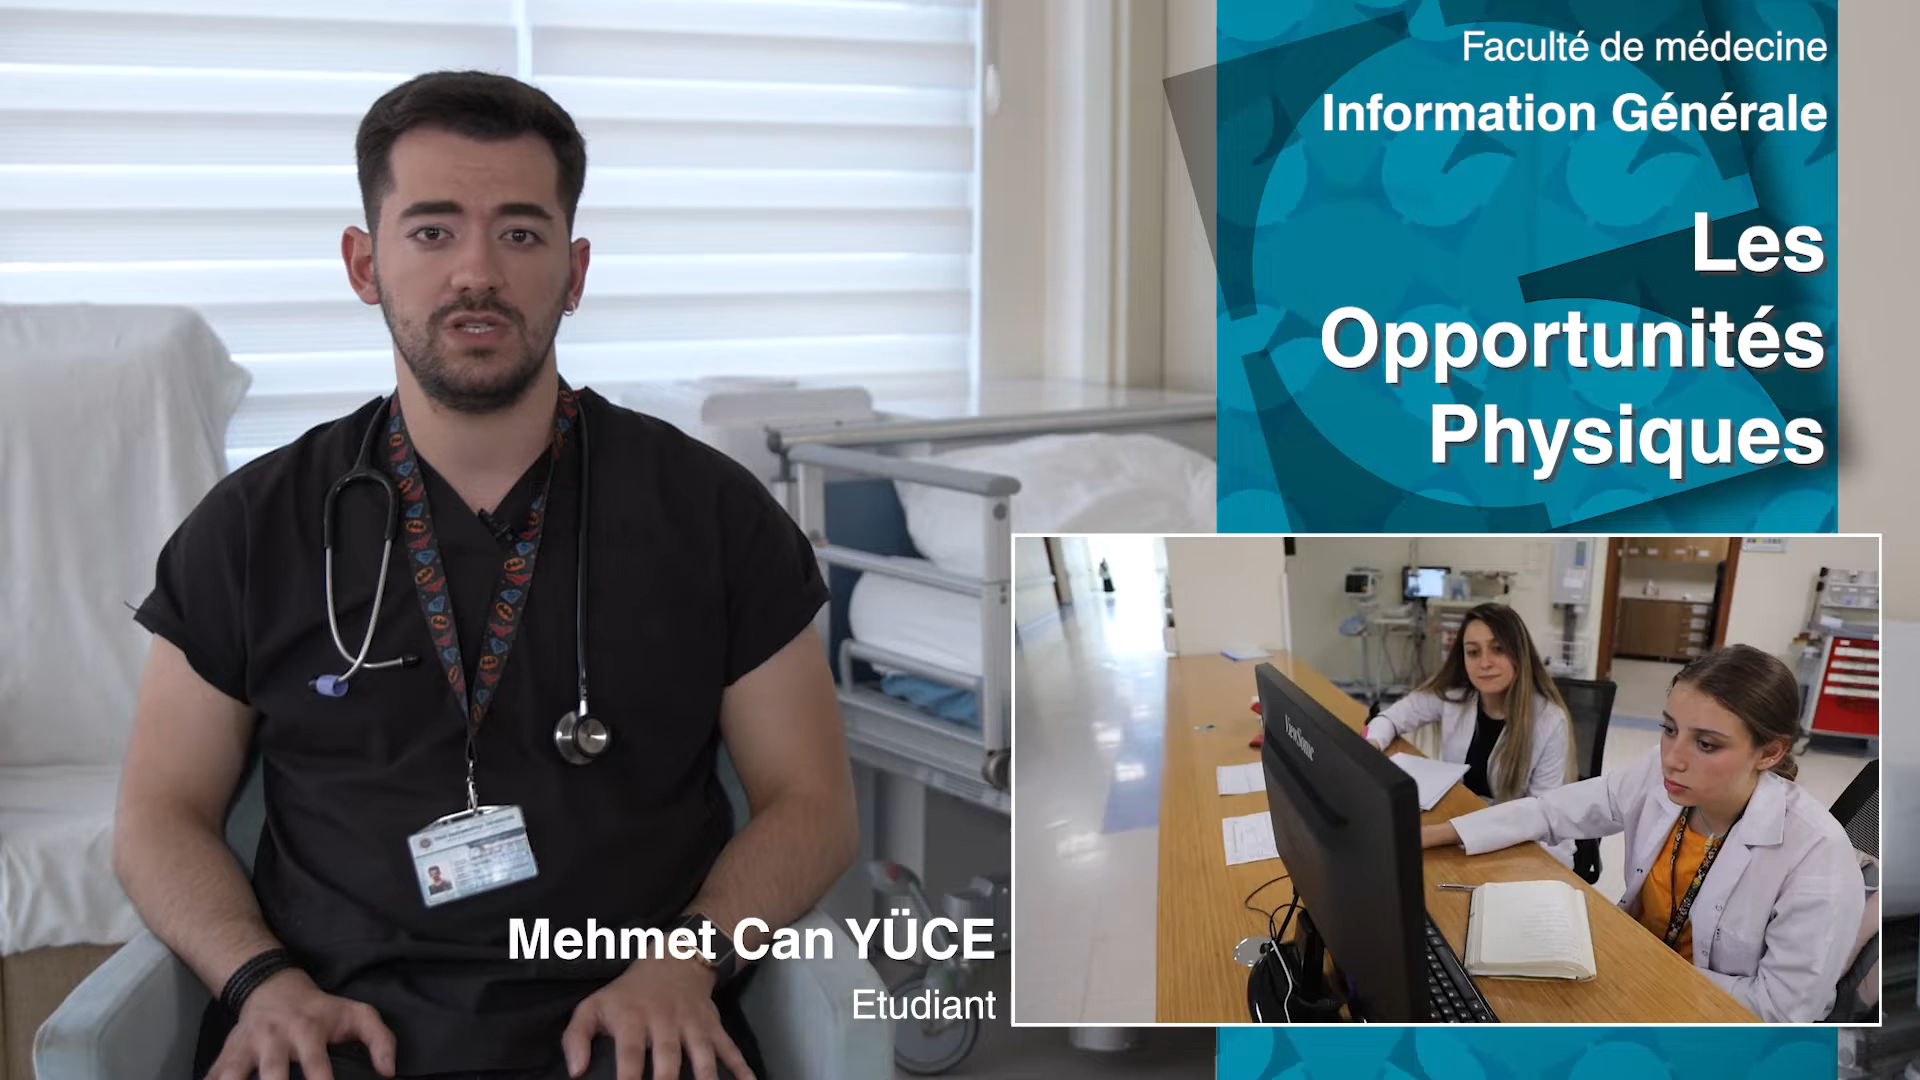 Faculté de médecine
Information Générale
Les
Opportunités
Physiques
Mehmet Can YÜCE
Etudiant
ViewSonic